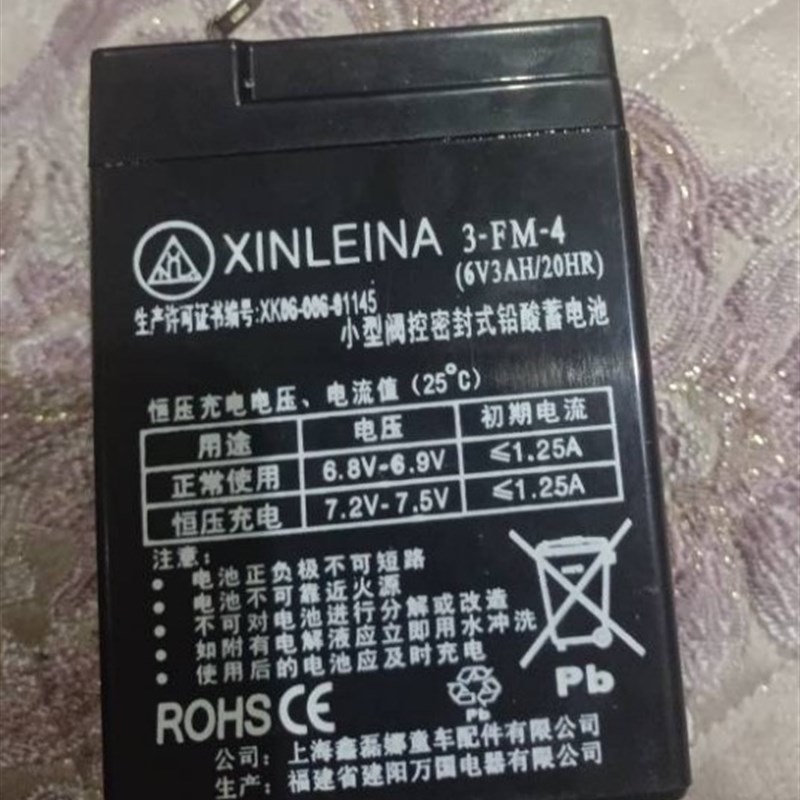 XINLEINA 3-FM-4
(6V3AH/20HR)
生产许可证书编号:XK06-006-01145
小型阀控密封式铅酸蓄电池
恒压充电电压、电流值(25°C)
用途 电压 初期电流
正常使用 6.8V-6.9V ≤1.25A
恒压充电 7.2V-7.5V ≤1.25A
注意:
• 电池正负极不可短路
• 电池不可靠近火源
• 不可对电池进行分解或改造
• 如附有电解液应立即用水冲洗
• 使用后的电池应及时充电
Pb
ROHS CE
Pb
公司: 上海鑫磊娜童车配件有限公司
生产: 福建省建阳万国电器有限公司